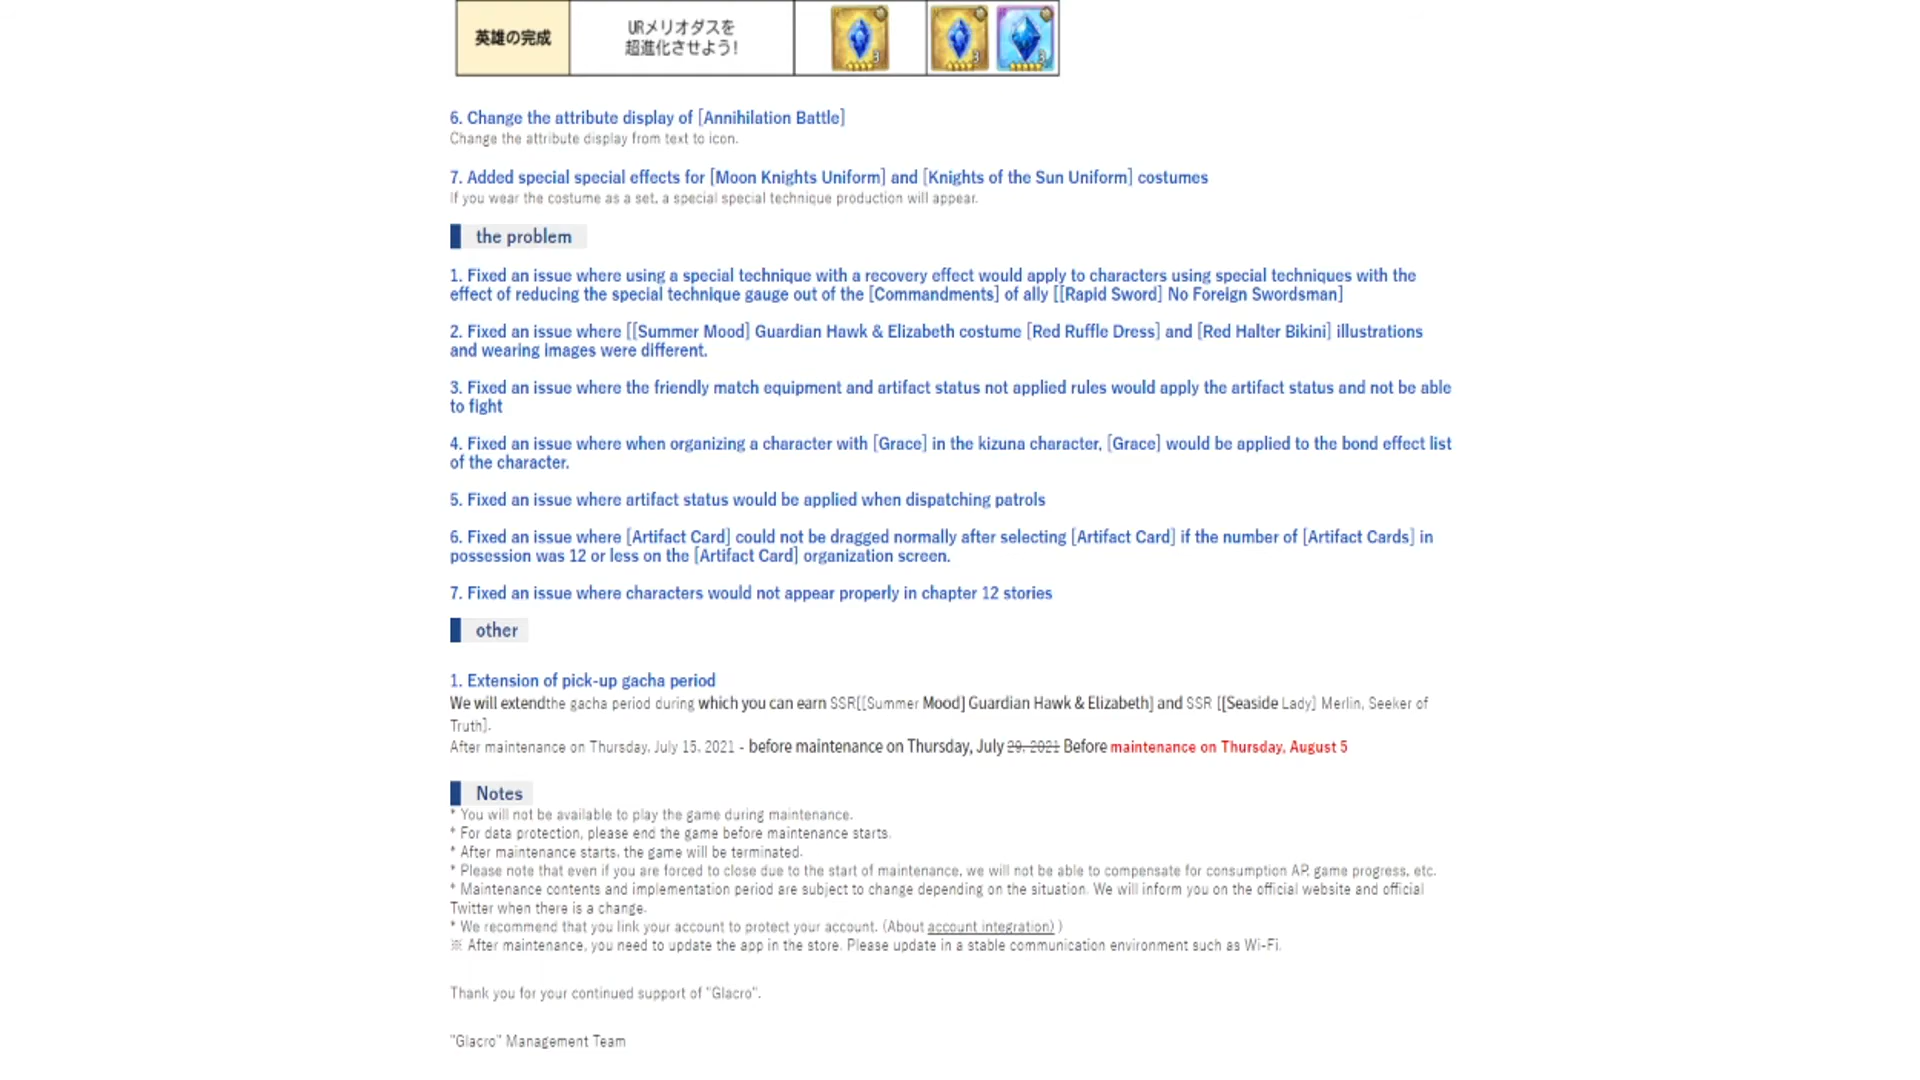 英雄の完成
URメリオダスを
超進化させよう!
3
3
3
6. Change the attribute display of [Annihilation Battle]
Change the attribute display from text to icon.
7. Added special special effects for [Moon Knights Uniform] and [Knights of the Sun Uniform] costumes
If you wear the costume as a set, a special special technique production will appear.
the problem
1. Fixed an issue where using a special technique with a recovery effect would apply to characters using special techniques with the
effect of reducing the special technique gauge out of the [Commandments] of ally [[Rapid Sword] No Foreign Swordsman]
2. Fixed an issue where [[Summer Mood] Guardian Hawk & Elizabeth costume [Red Ruffle Dress] and [Red Halter Bikini] illustrations
and wearing images were different.
3. Fixed an issue where the friendly match equipment and artifact status not applied rules would apply the artifact status and not be able
to fight
4. Fixed an issue where when organizing a character with [Grace] in the kizuna character, [Grace] would be applied to the bond effect list
of the character.
5. Fixed an issue where artifact status would be applied when dispatching patrols
6. Fixed an issue where [Artifact Card] could not be dragged normally after selecting [Artifact Card] if the number of [Artifact Cards] in
possession was 12 or less on the [Artifact Card] organization screen.
7. Fixed an issue where characters would not appear properly in chapter 12 stories
other
1. Extension of pick-up gacha period
We will extendthe gacha period during which you can earn SSR[[Summer Mood] Guardian Hawk & Elizabeth] and SSR [[Seaside Lady] Merlin, Seeker of
Truth].
After maintenance on Thursday, July 15, 2021 - before maintenance on Thursday, July 29, 2021 Before maintenance on Thursday, August 5
Notes
* You will not be available to play the game during maintenance.
* For data protection, please end the game before maintenance starts.
* After maintenance starts, the game will be terminated.
* Please note that even if you are forced to close due to the start of maintenance, we will not be able to compensate for consumption AP, game progress, etc.
* Maintenance contents and implementation period are subject to change depending on the situation. We will inform you on the official website and official
Twitter when there is a change.
* We recommend that you link your account to protect your account. (About account integration) )
※ After maintenance, you need to update the app in the store. Please update in a stable communication environment such as Wi-Fi.
Thank you for your continued support of "Glacro".
"Glacro" Management Team